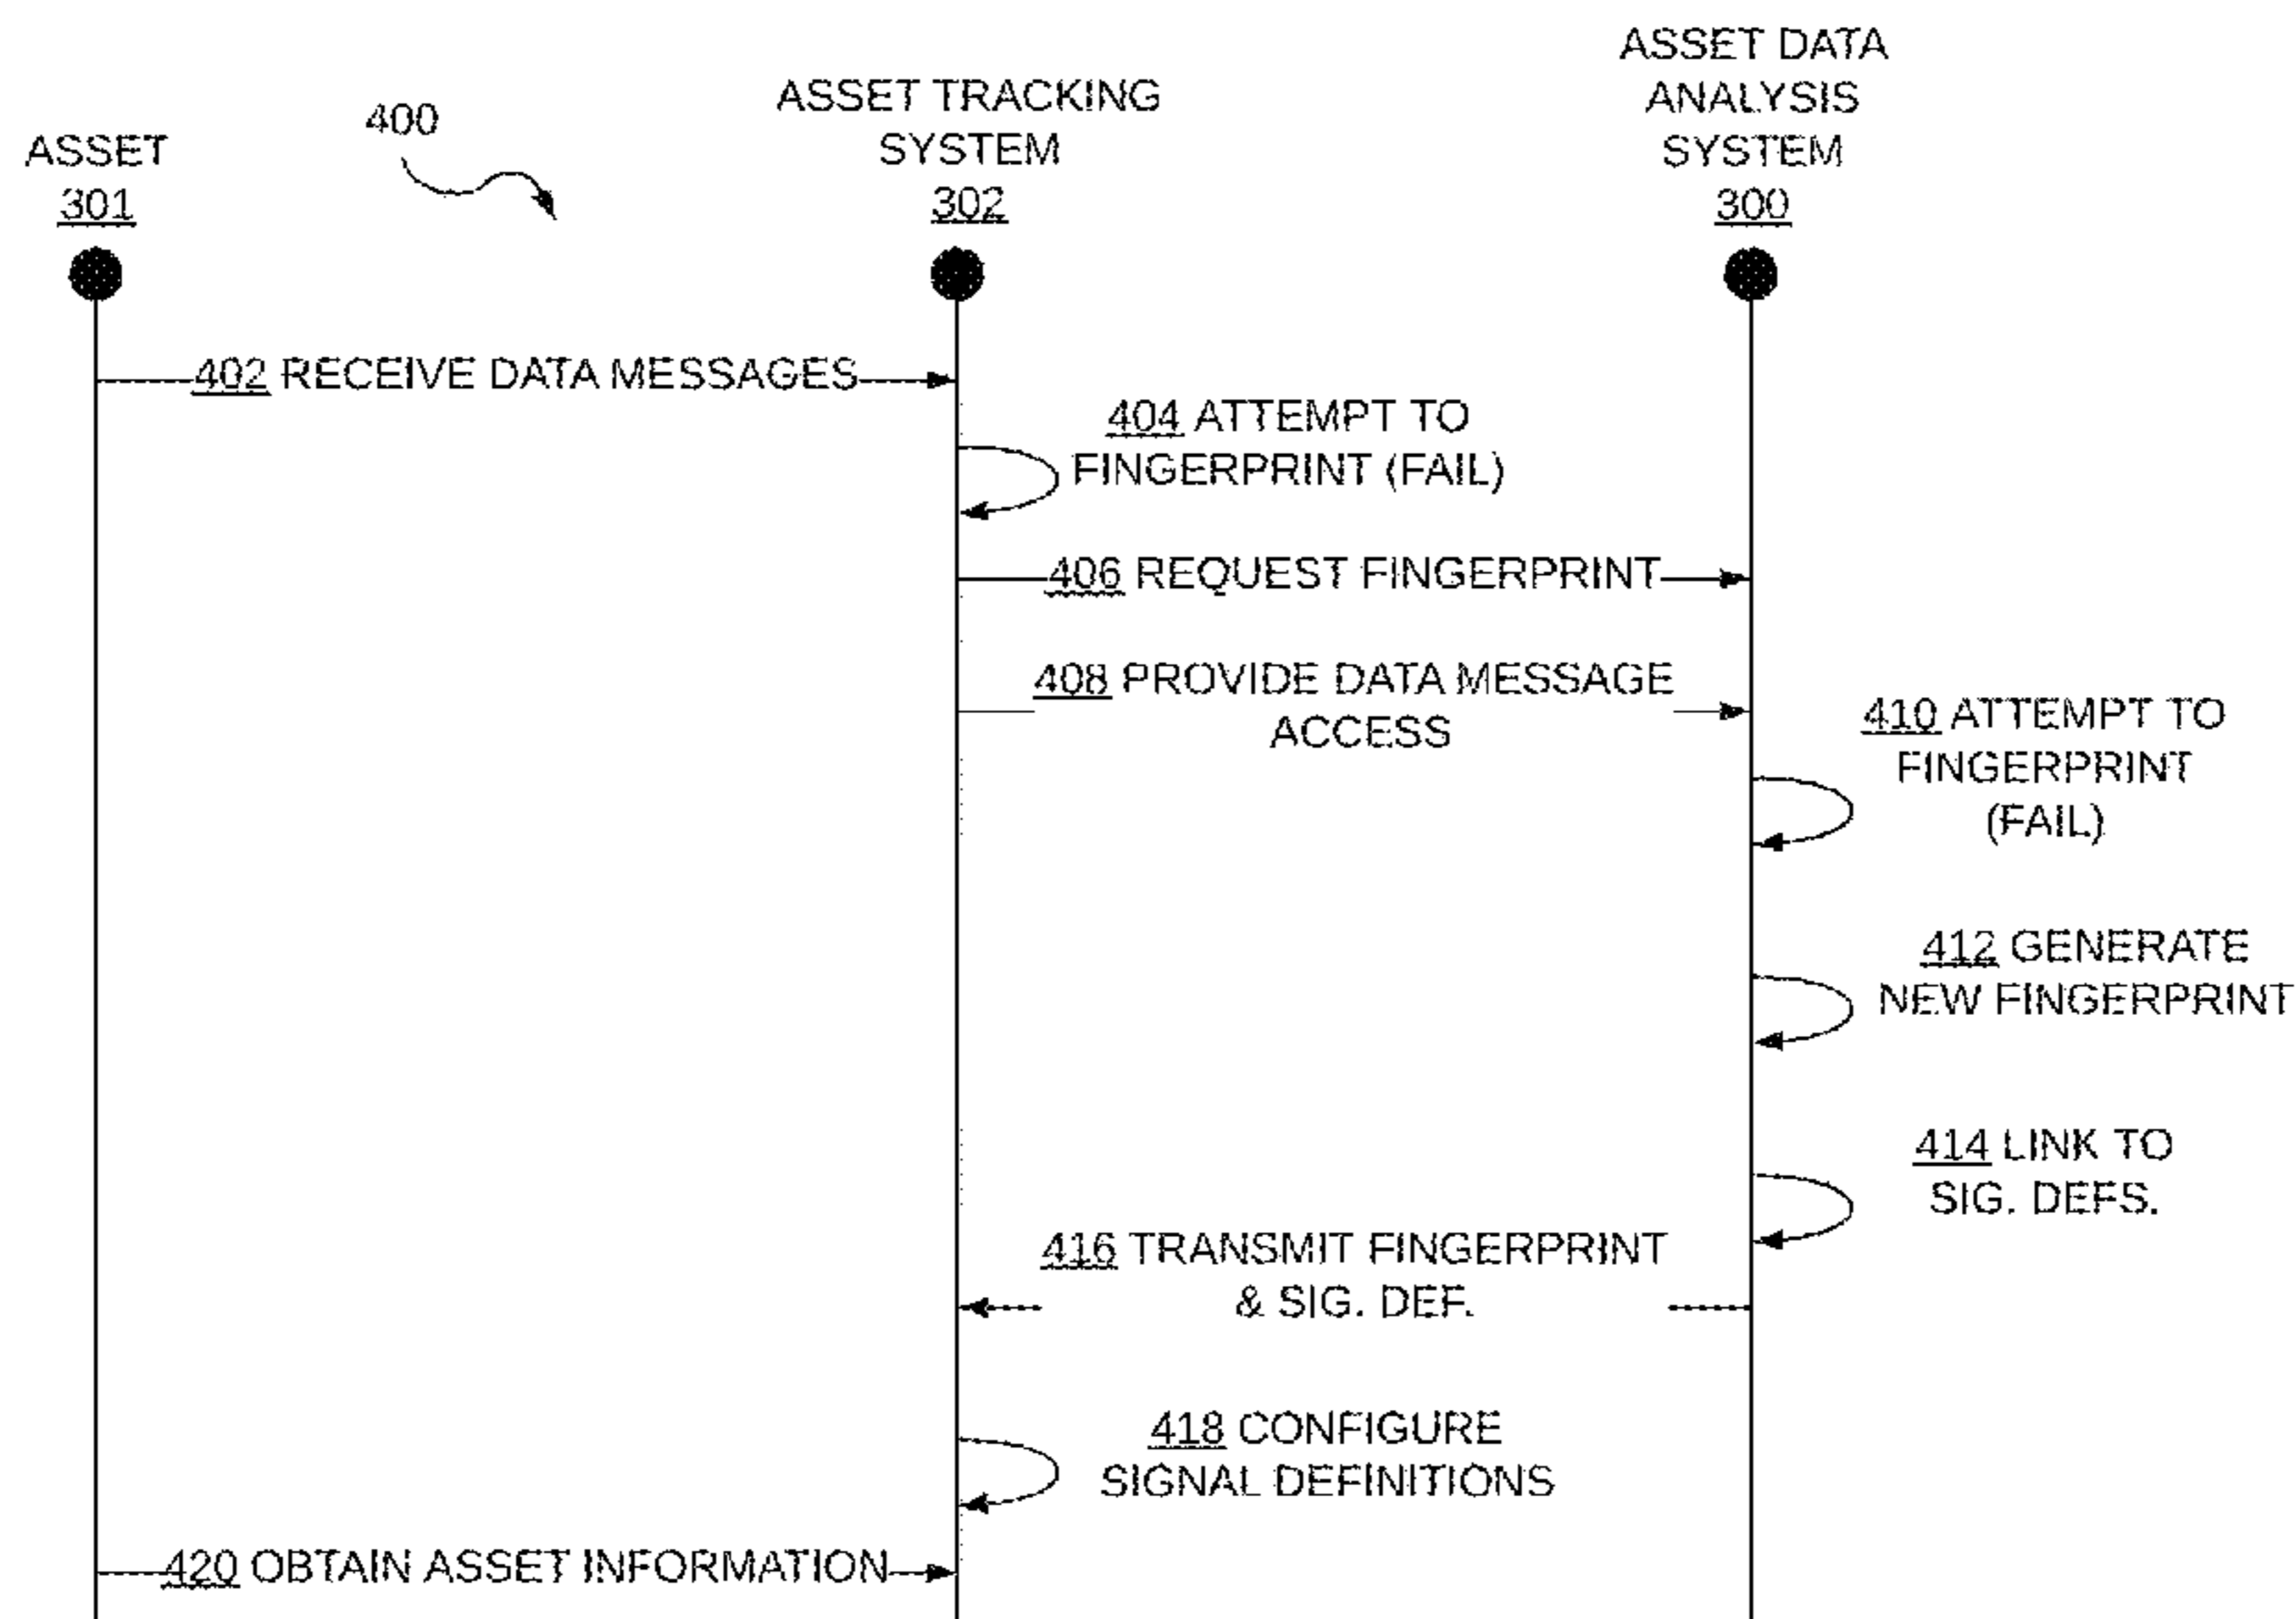 ASSET
301
400
ASSET TRACKING
SYSTEM
302
ASSET DATA
ANALYSIS
SYSTEM
300
402 RECEIVE DATA MESSAGES
404 ATTEMPT TO
FINGERPRINT (FAIL)
406 REQUEST FINGERPRINT
408 PROVIDE DATA MESSAGE
ACCESS
410 ATTEMPT TO
FINGERPRINT
(FAIL)
412 GENERATE
NEW FINGERPRINT
414 LINK TO
SIG. DEFS.
416 TRANSMIT FINGERPRINT
& SIG. DEF.
418 CONFIGURE
SIGNAL DEFINITIONS
420 OBTAIN ASSET INFORMATION